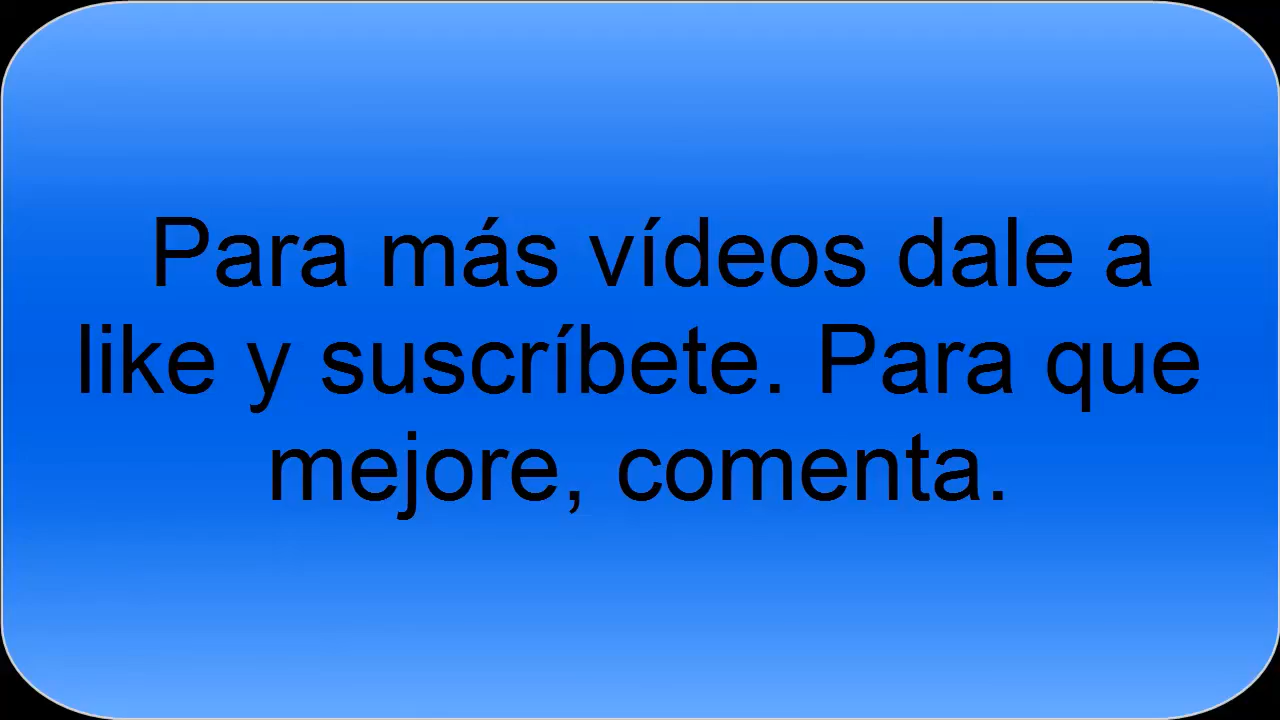 Para más vídeos dale a
like y suscríbete. Para que
mejore, comenta.